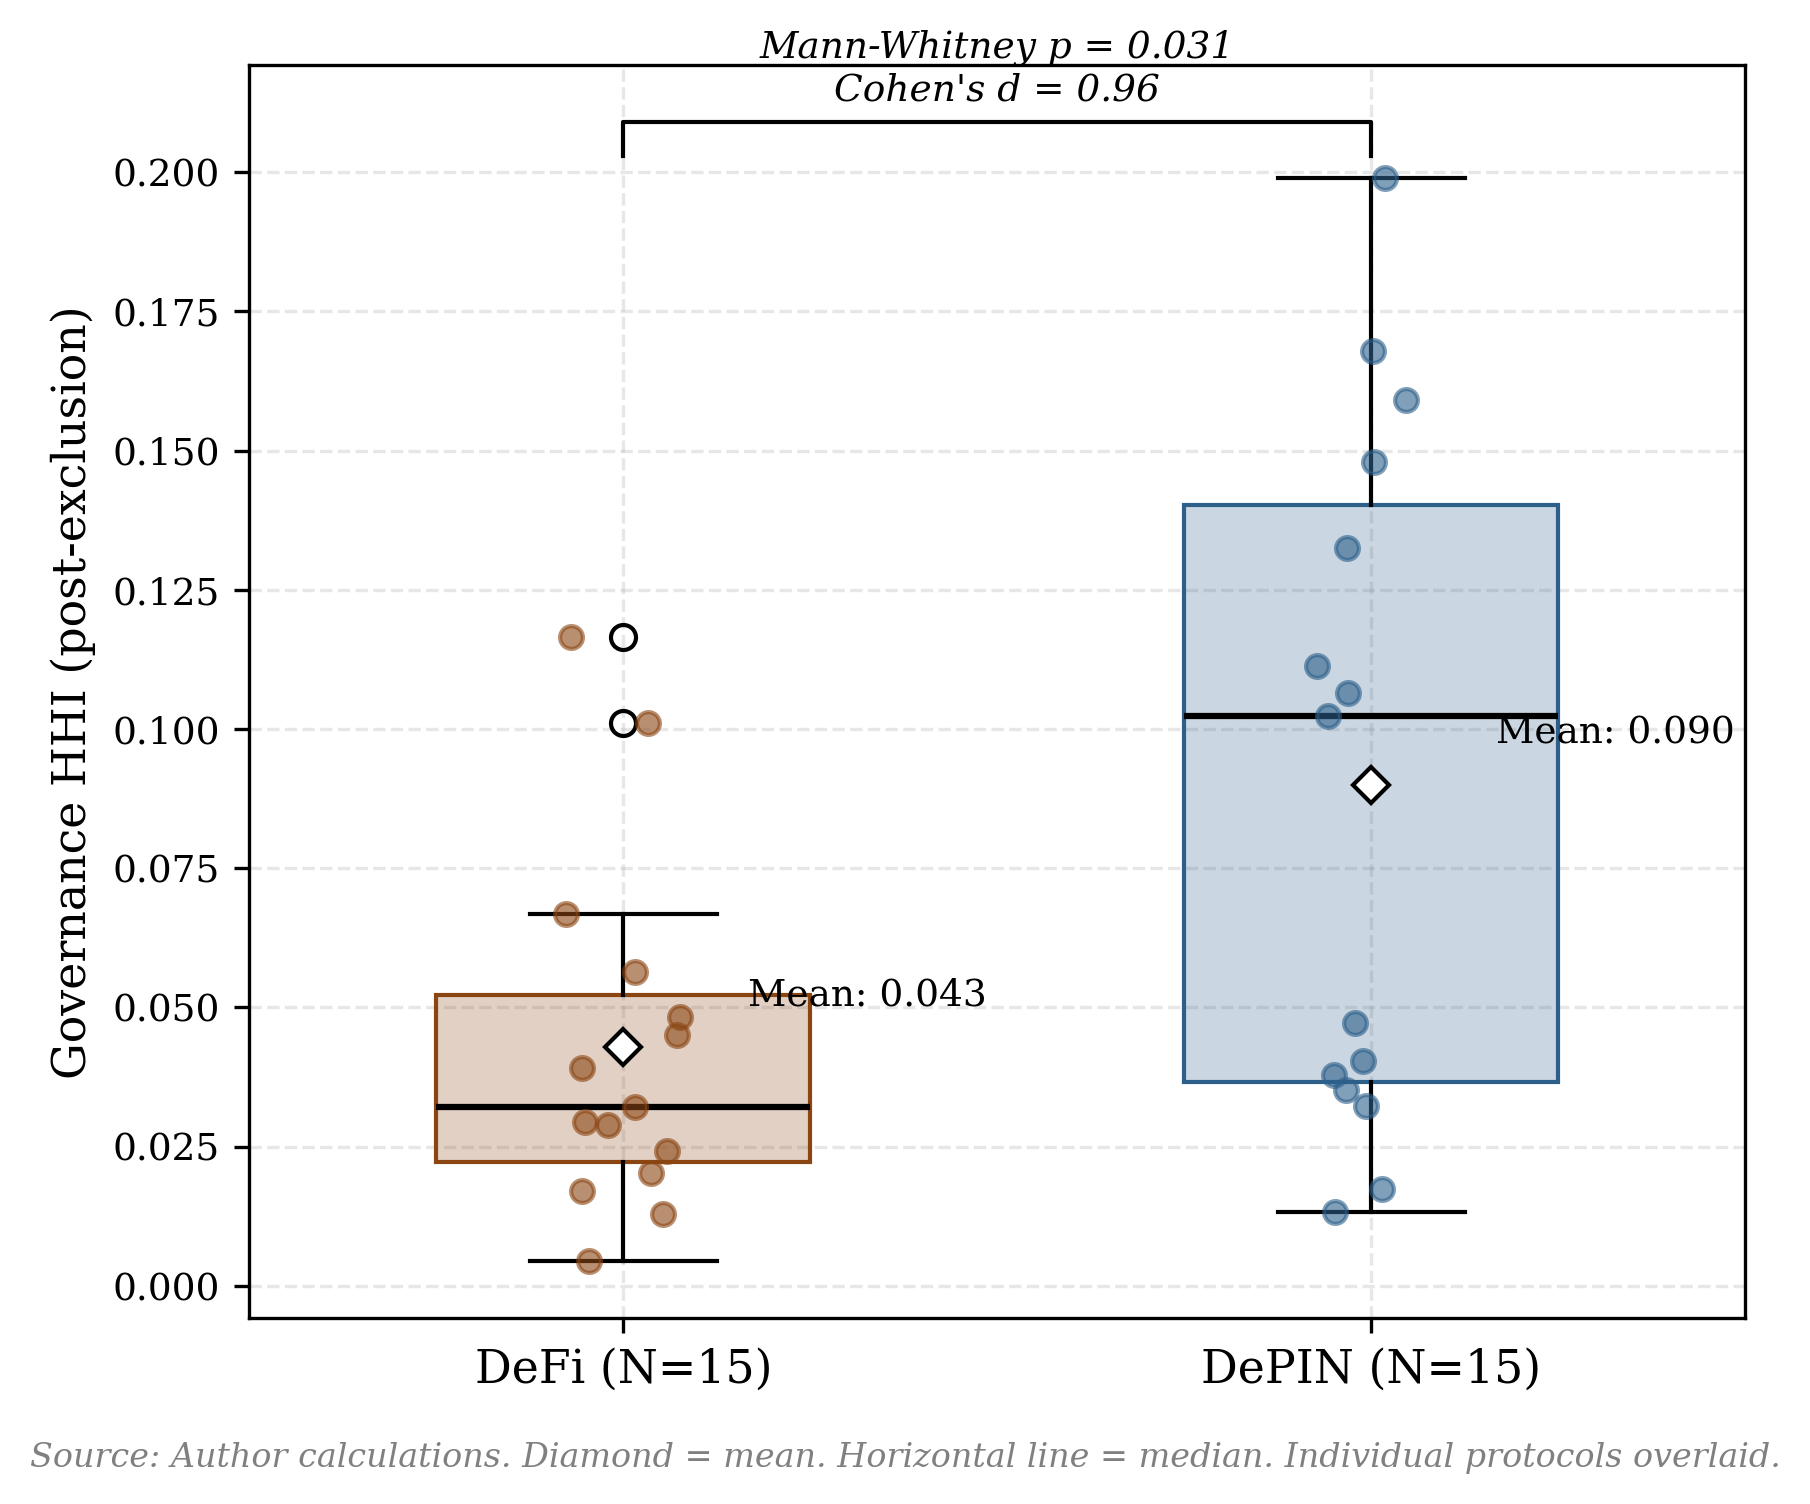 Mann-Whitney p = 0.031
Cohen's d = 0.96
Governance HHI (post-exclusion)
0.200
0.175
0.150
0.125
0.100
0.075
0.050
0.025
0.000
Mean: 0.043
Mean: 0.090
DeFi (N=15)
DePIN (N=15)
Source: Author calculations. Diamond = mean. Horizontal line = median. Individual protocols overlaid.